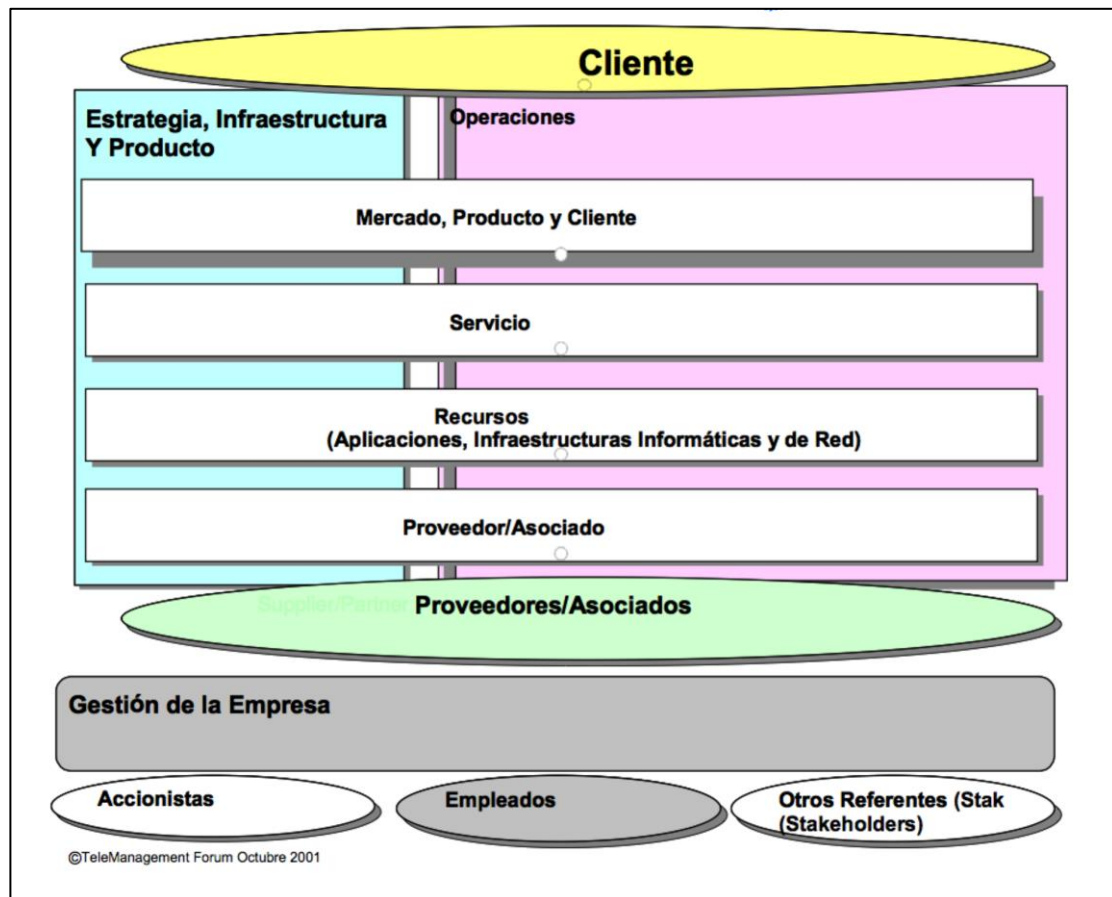 Cliente
Estrategia, Infraestructura
Y Producto
Operaciones
Mercado, Producto y Cliente
Servicio
Recursos
(Aplicaciones, Infraestructuras Informáticas y de Red)
Proveedor/Asociado
Supplier/Partner
Proveedores/Asociados
Gestión de la Empresa
Accionistas
Empleados
Otros Referentes (Stak
(Stakeholders)
©TeleManagement Forum Octubre 2001